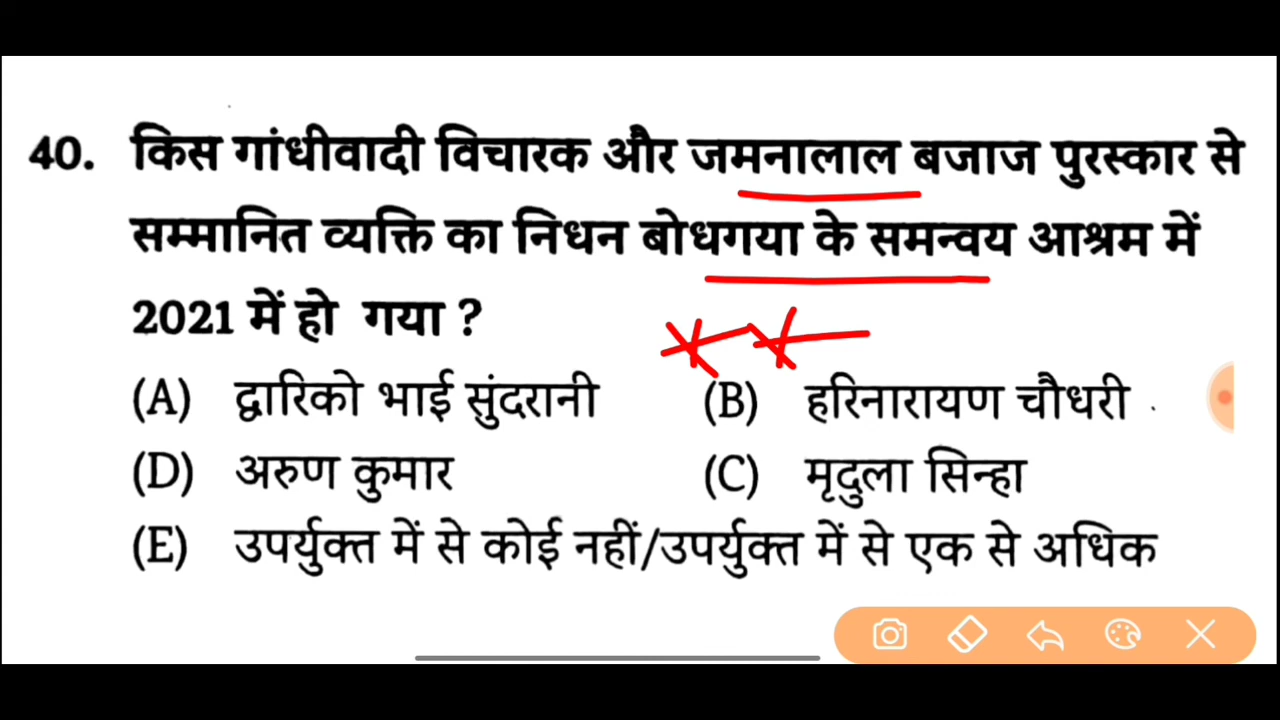 40. किस गांधीवादी विचारक और जमनालाल बजाज पुरस्कार से
सम्मानित व्यक्ति का निधन बोधगया के समन्वय आश्रम में
2021 में हो गया ?
(A) द्वारिको भाई सुंदरानी (B) हरिनारायण चौधरी
(D) अरुण कुमार (C) मृदुला सिन्हा
(E) उपर्युक्त में से कोई नहीं/उपर्युक्त में से एक से अधिक